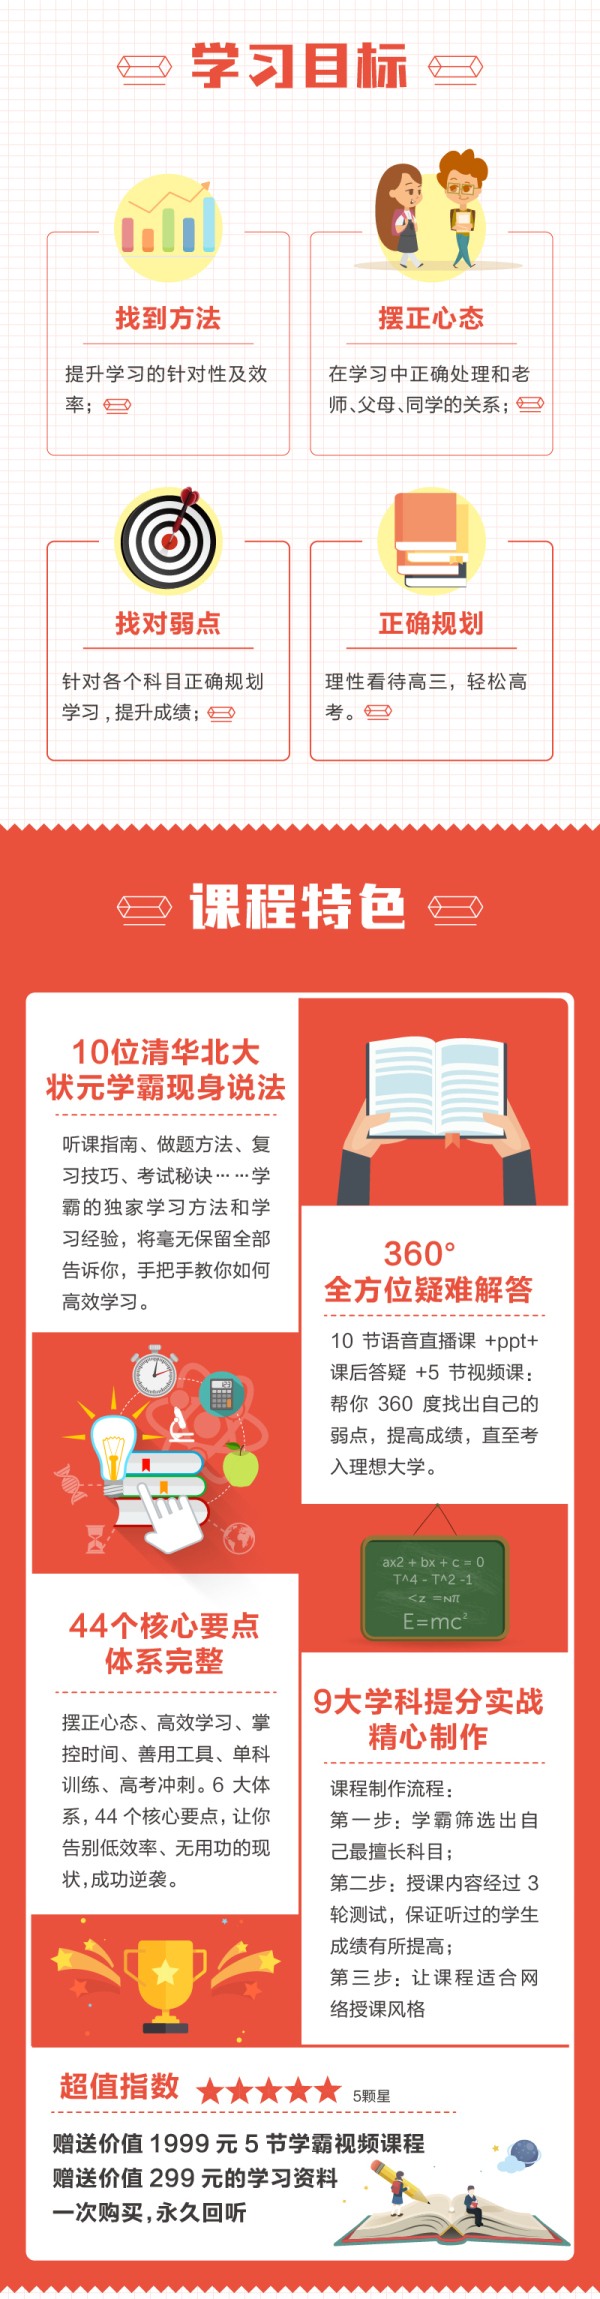 学习目标
找到方法
提升学习的针对性及效
率；
摆正心态
在学习中正确处理和老
师、父母、同学的关系；
找对弱点
针对各个科目正确规划
学习，提升成绩；
正确规划
理性看待高三，轻松高
考。
课程特色
10位清华北大
状元学霸现身说法
听课指南、做题方法、复
习技巧、考试秘诀……学
霸的独家学习方法和学
习经验，将毫无保留全部
告诉你，手把手教你如何
高效学习。
360°
全方位疑难解答
10 节语音直播课 +ppt+
课后答疑 +5 节视频课：
帮你 360 度找出自己的
弱点，提高成绩，直至考
入理想大学。
ax2 + bx + c = 0
T^4 - T^2 -1
<z =Nπ
E=mc²
44个核心要点
体系完整
摆正心态、高效学习、掌
控时间、善用工具、单科
训练、高考冲刺。6 大体
系，44 个核心要点，让你
告别低效率、无用功的现
状，成功逆袭。
9大学科提分实战
精心制作
课程制作流程：
第一步：学霸筛选出自
己最擅长科目；
第二步：授课内容经过 3
轮测试，保证听过的学生
成绩有所提高；
第三步：让课程适合网
络授课风格
超值指数 ★★★★★ 5颗星
赠送价值 1999 元 5 节学霸视频课程
赠送价值 299 元的学习资料
一次购买，永久回听